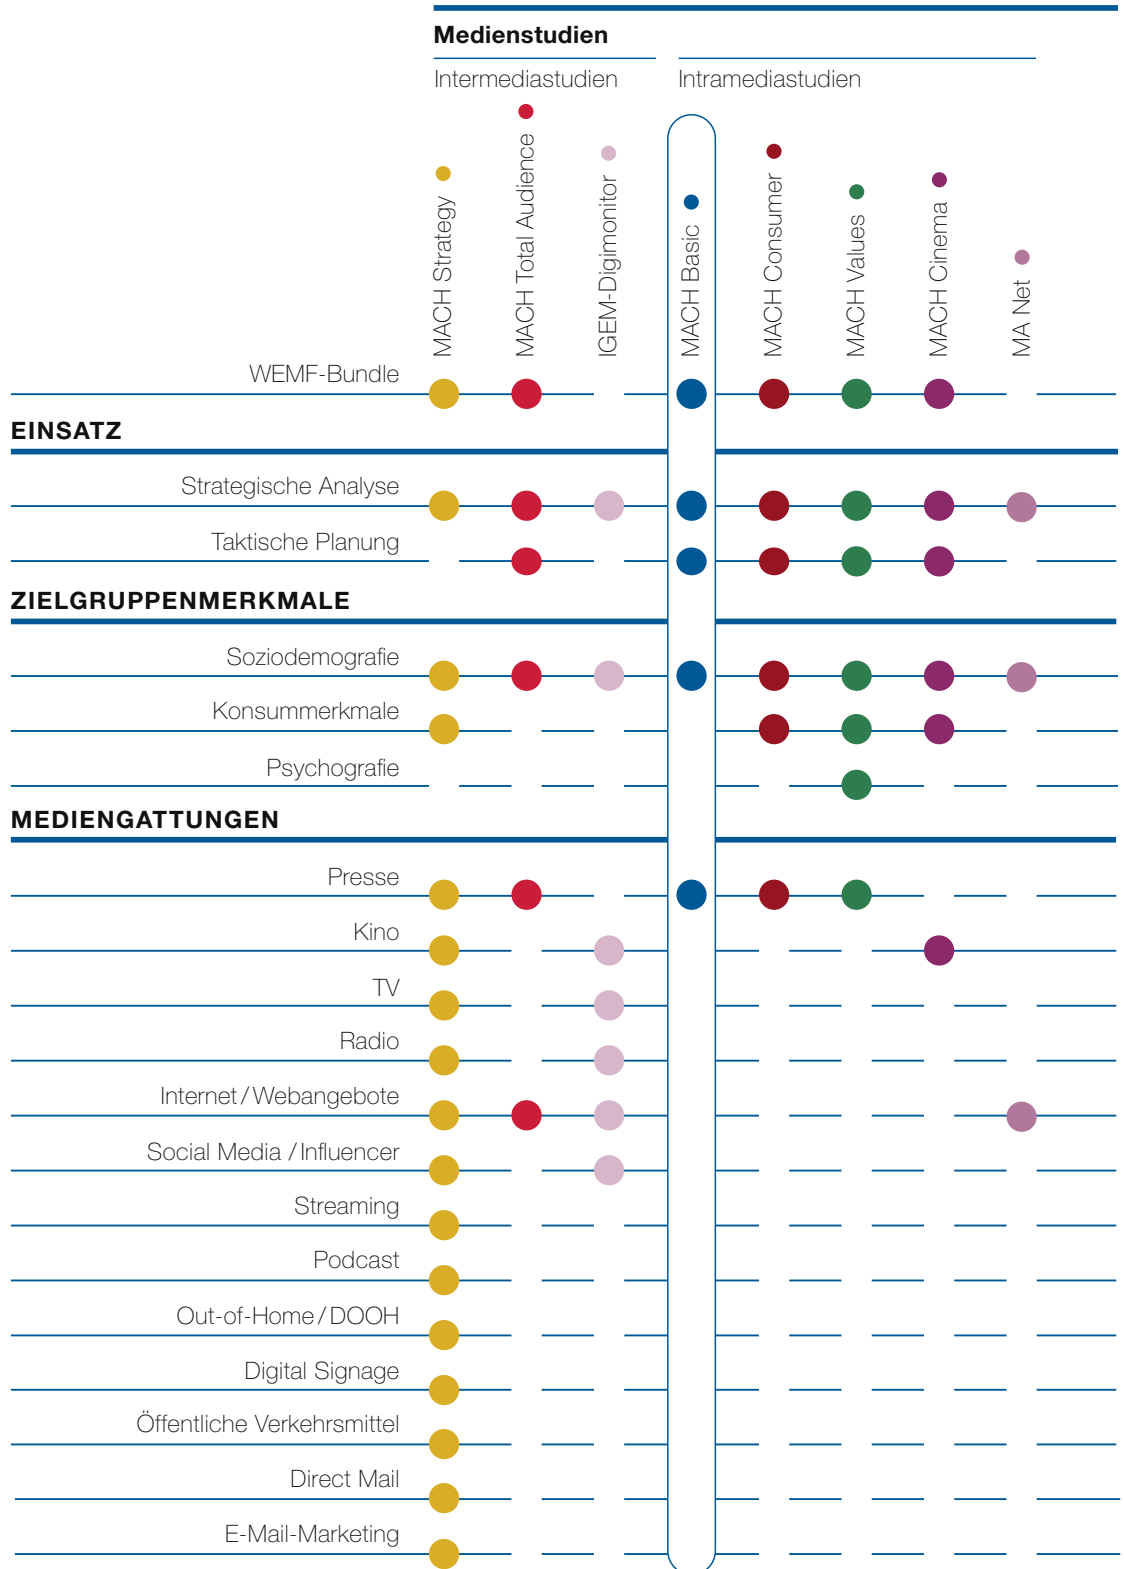 Medienstudien
Intermediastudien
Intramediastudien
MACH Strategy
MACH Total Audience
IGEM-Digimonitor
MACH Basic
MACH Consumer
MACH Values
MACH Cinema
MA Net
WEMF-Bundle
EINSATZ
Strategische Analyse
Taktische Planung
ZIELGRUPPENMERKMALE
Soziodemografie
Konsummerkmale
Psychografie
MEDIENGATTUNGEN
Presse
Kino
TV
Radio
Internet/Webangebote
Social Media/Influencer
Streaming
Podcast
Out-of-Home/DOOH
Digital Signage
Öffentliche Verkehrsmittel
Direct Mail
E-Mail-Marketing